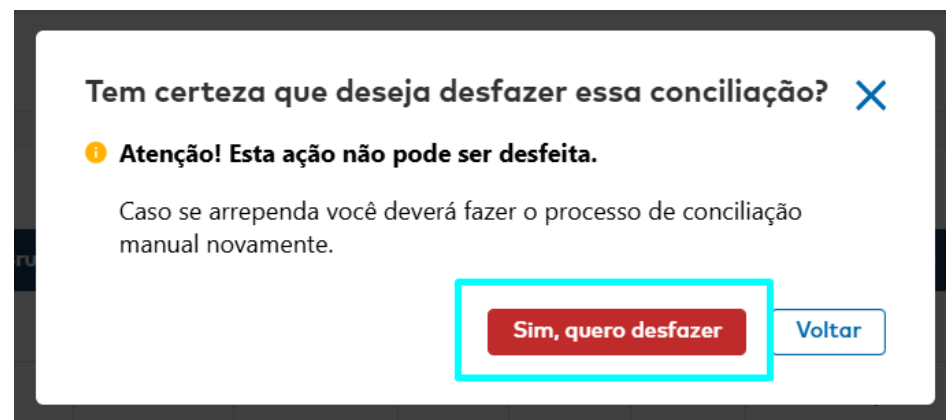 Tem certeza que deseja desfazer essa conciliação?
Atenção! Esta ação não pode ser desfeita.
Caso se arrependa você deverá fazer o processo de conciliação
manual novamente.
Sim, quero desfazer
Voltar